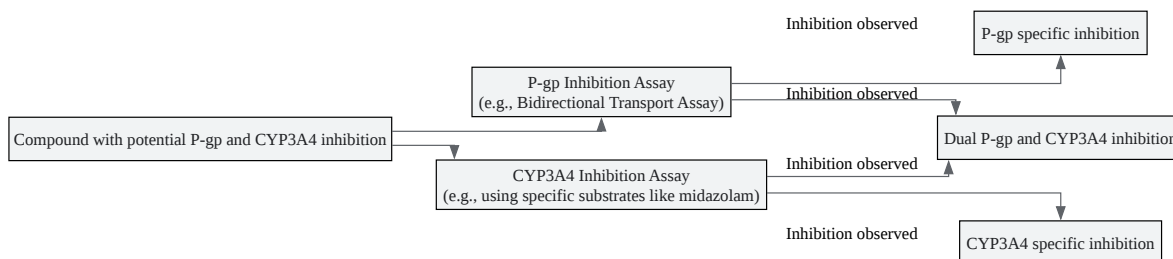 Inhibition observed
P-gp specific inhibition
P-gp Inhibition Assay
(e.g., Bidirectional Transport Assay)
Inhibition observed
Compound with potential P-gp and CYP3A4 inhibition
Dual P-gp and CYP3A4 inhibition
Inhibition observed
CYP3A4 Inhibition Assay
(e.g., using specific substrates like midazolam)
Inhibition observed
CYP3A4 specific inhibition